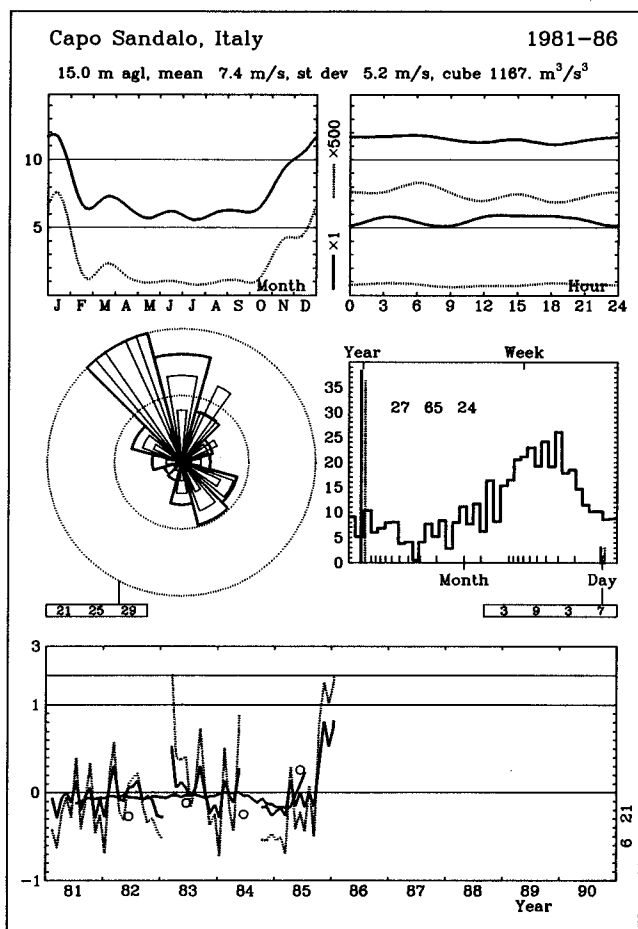 Capo Sandalo, Italy 1981-86
15.0 m agl, mean 7.4 m/s, st dev 5.2 m/s, cube 1167. m³/s³
10
5
Month
J F M A M J J A S O N D
×1 ×500
Hour
0 3 6 9 12 15 18 21 24
Year Week
40
35
30
25
20
15
10
5
0
27 65 24
Month Day
21 25 29
3 9 3 7
3
1
0
-1
81 82 83 84 85 86 87 88 89 90
Year
6 21